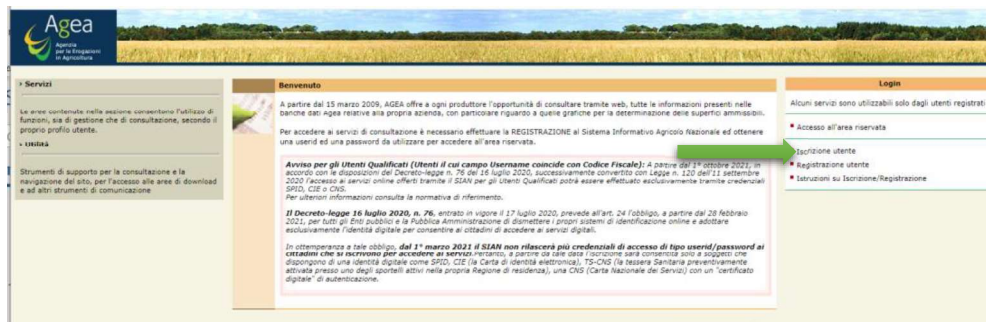 Agea
Agenzia
per le Erogazioni
in Agricoltura
› Servizi
Le aree contenute nella sezione consentono l'utilizzo di
funzioni, sia di gestione che di consultazione, secondo il
proprio profilo utente.
› Utilità
Strumenti di supporto per la consultazione e la
navigazione del sito, per l'accesso alle aree di download
e ad altri strumenti di comunicazione
Benvenuto
A partire dal 15 marzo 2009, AGEA offre a ogni produttore l'opportunità di consultare tramite web, tutte le informazioni presenti nelle
banche dati Agea relative alla propria azienda, con particolare riguardo a quelle grafiche per la determinazione delle superfici ammissibili.
Per accedere ai servizi di consultazione è necessario effettuare la REGISTRAZIONE al Sistema Informativo Agricolo Nazionale ed ottenere
una userid ed una password da utilizzare per accedere all'area riservata.
Avviso per gli Utenti Qualificati (Utenti il cui campo Username coincide con Codice Fiscale): A partire dal 1° ottobre 2021, in
accordo con le disposizioni del Decreto-legge n. 76 del 16 luglio 2020, successivamente convertito con Legge n. 120 dell'11 settembre
2020 l'accesso ai servizi online offerti tramite il SIAN per gli Utenti Qualificati potrà essere effettuato esclusivamente tramite credenziali
SPID, CIE o CNS.
Per ulteriori informazioni consulta la normativa di riferimento.
Il Decreto-legge 16 luglio 2020, n. 76, entrato in vigore il 17 luglio 2020, prevede all'art. 24 l'obbligo, a partire dal 28 febbraio
2021, per tutti gli Enti pubblici e la Pubblica Amministrazione di dismettere i propri sistemi di identificazione online e adottare
esclusivamente l'identità digitale per consentire ai cittadini di accedere ai servizi digitali.
In ottemperanza a tale obbligo, dal 1° marzo 2021 il SIAN non rilascerà più credenziali di accesso di tipo userid/password ai
cittadini che si iscrivono per accedere ai servizi.Pertanto, a partire da tale data l'iscrizione sarà consentita solo a soggetti che
dispongono di una identità digitale come SPID, CIE (la Carta di identità elettronica), TS-CNS (la tessera Sanitaria preventivamente
attivata presso uno degli sportelli attivi nella propria Regione di residenza), una CNS (Carta Nazionale dei Servizi) con un "certificato
digitale" di autenticazione.
Login
Alcuni servizi sono utilizzabili solo dagli utenti registrati
Accesso all'area riservata
Iscrizione utente
Registrazione utente
Istruzioni su Iscrizione/Registrazione